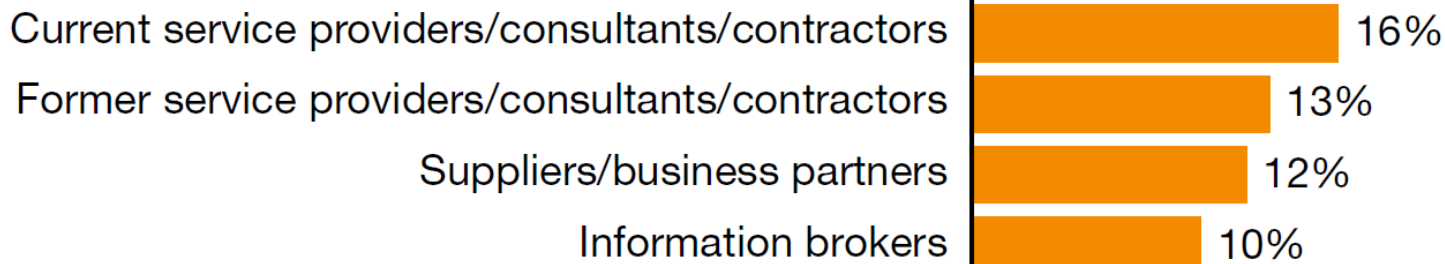 Current service providers/consultants/contractors 16%
Former service providers/consultants/contractors 13%
Suppliers/business partners 12%
Information brokers 10%